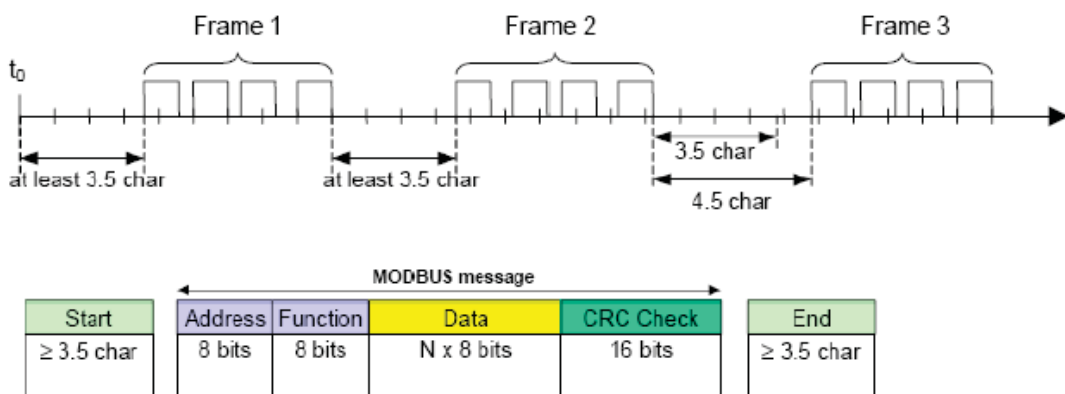 Frame 1 Frame 2 Frame 3
t0
3.5 char
at least 3.5 char at least 3.5 char
4.5 char
MODBUS message
Start Address Function Data CRC Check End
≥ 3.5 char 8 bits 8 bits N x 8 bits 16 bits ≥ 3.5 char